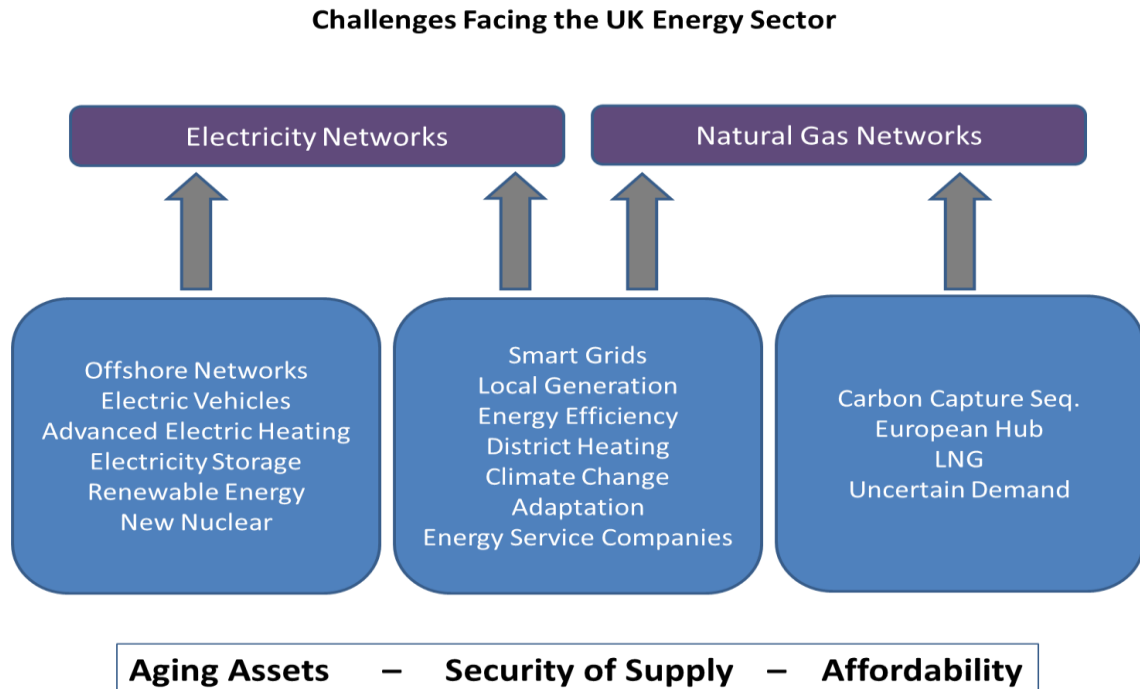 Challenges Facing the UK Energy Sector
Electricity Networks
Natural Gas Networks
Offshore Networks
Electric Vehicles
Advanced Electric Heating
Electricity Storage
Renewable Energy
New Nuclear
Smart Grids
Local Generation
Energy Efficiency
District Heating
Climate Change
Adaptation
Energy Service Companies
Carbon Capture Seq.
European Hub
LNG
Uncertain Demand
Aging Assets – Security of Supply – Affordability